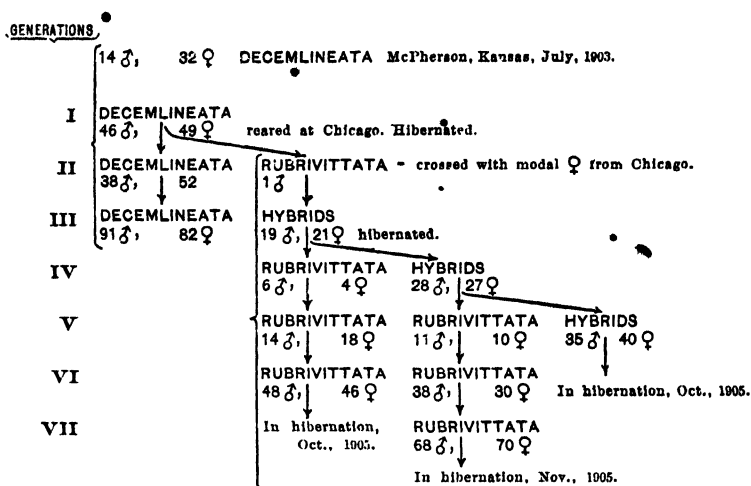 GENERATIONS
14 ♂, 32 ♀ DECEMLINEATA McPherson, Kansas, July, 1903.
I DECEMLINEATA
46 ♂, 49 ♀ reared at Chicago. Hibernated.
II DECEMLINEATA RUBRIVITTATA - crossed with modal ♀ from Chicago.
38 ♂, 52 1 ♂
III DECEMLINEATA HYBRIDS
91 ♂, 82 ♀ 19 ♂, 21 ♀ hibernated.
IV RUBRIVITTATA HYBRIDS
6 ♂, 4 ♀ 28 ♂, 27 ♀
V RUBRIVITTATA RUBRIVITTATA HYBRIDS
14 ♂, 18 ♀ 11 ♂, 10 ♀ 35 ♂ 40 ♀
VI RUBRIVITTATA RUBRIVITTATA
48 ♂, 46 ♀ 38 ♂, 30 ♀ In hibernation, Oct., 1905.
VII In hibernation, RUBRIVITTATA
Oct., 1905. 68 ♂, 70 ♀
In hibernation, Nov., 1905.